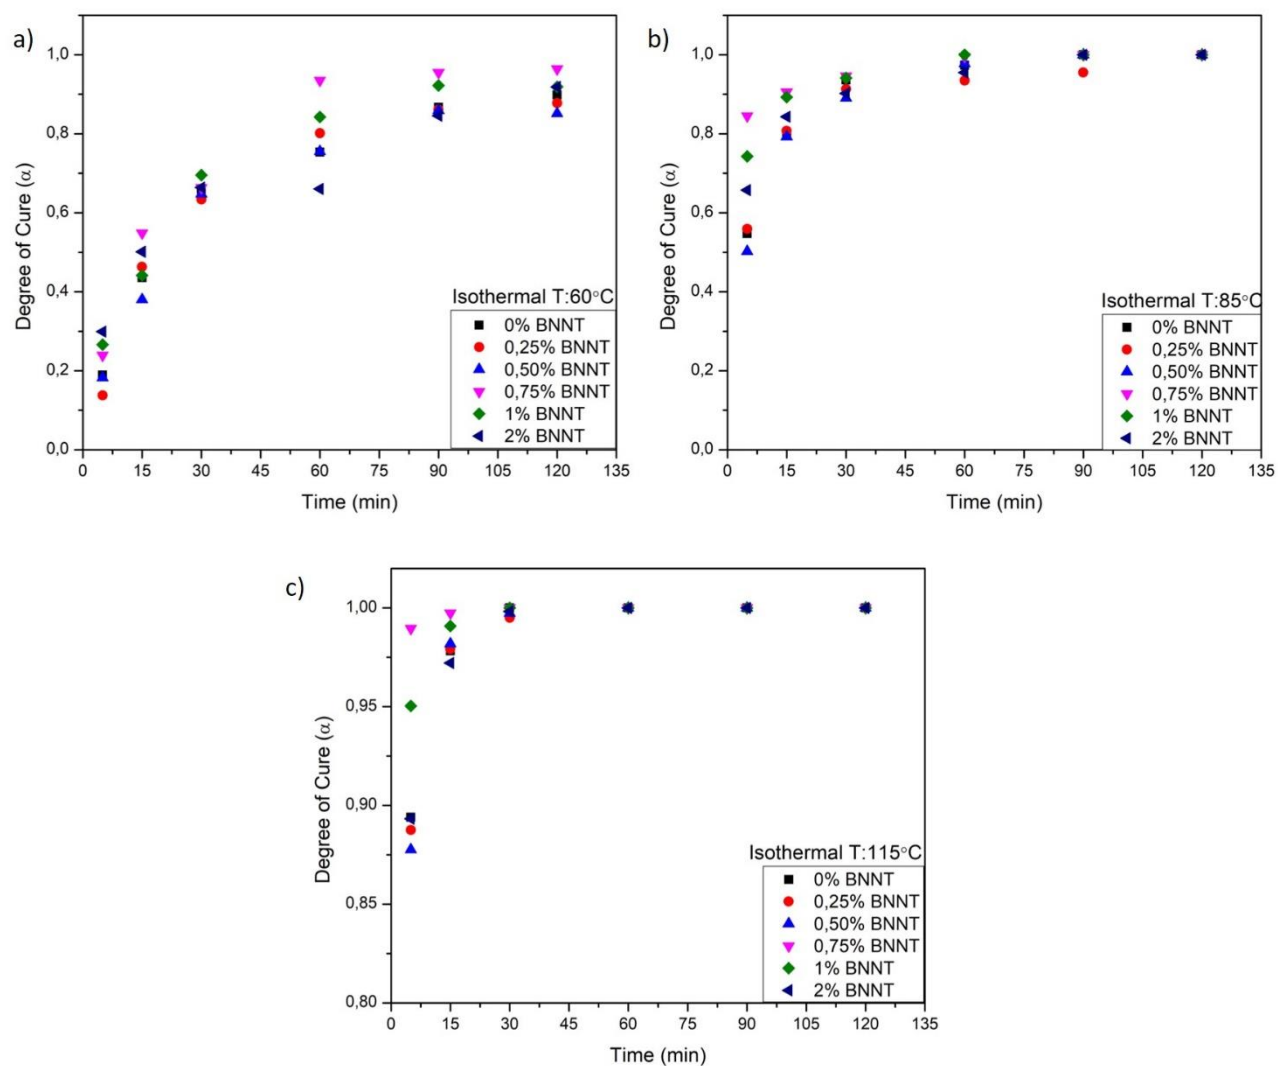 a)
1,0
0,8
0,6
0,4
0,2
0,0
Degree of Cure (α)
0 15 30 45 60 75 90 105 120 135
Time (min)
Isothermal T:60°C
0% BNNT
0,25% BNNT
0,50% BNNT
0,75% BNNT
1% BNNT
2% BNNT
b)
1,0
0,8
0,6
0,4
0,2
0,0
Degree of Cure (α)
0 15 30 45 60 75 90 105 120 135
Time (min)
Isothermal T:85°C
0% BNNT
0,25% BNNT
0,50% BNNT
0,75% BNNT
1% BNNT
2% BNNT
c)
1,00
0,95
0,90
0,85
0,80
Degree of Cure (α)
0 15 30 45 60 75 90 105 120 135
Time (min)
Isothermal T:115°C
0% BNNT
0,25% BNNT
0,50% BNNT
0,75% BNNT
1% BNNT
2% BNNT